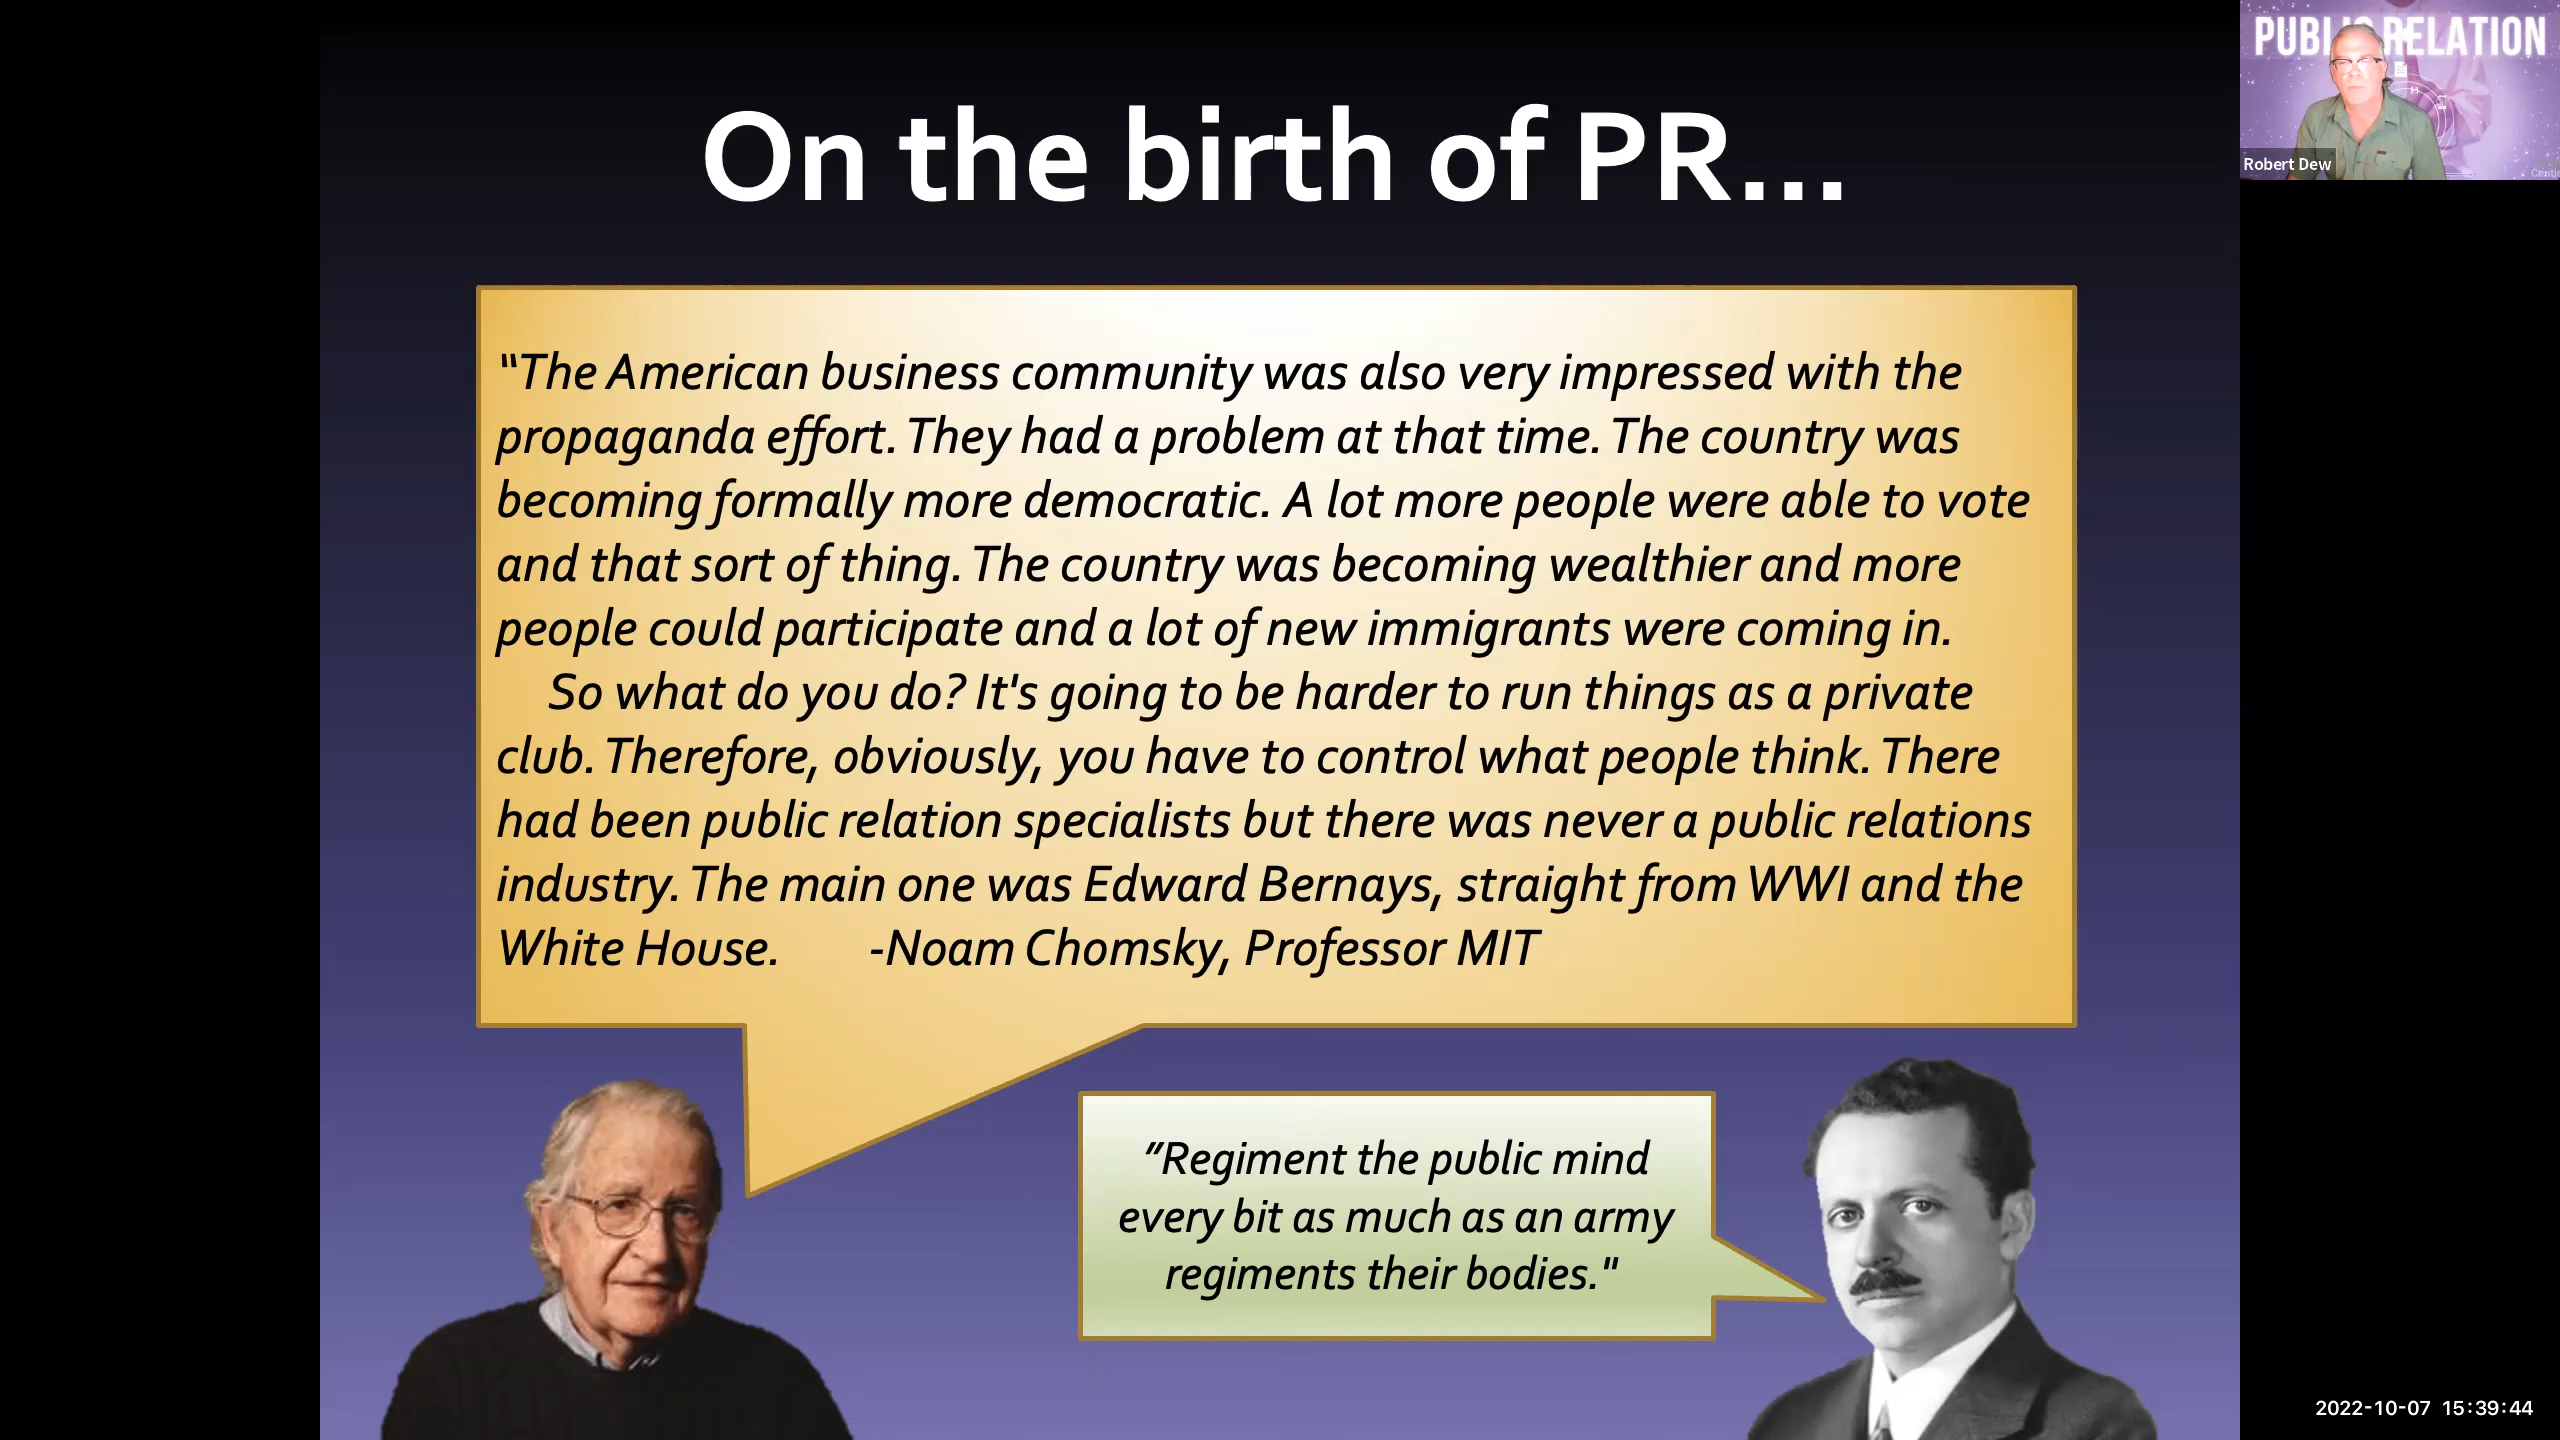 On the birth of PR...
“The American business community was also very impressed with the
propaganda effort. They had a problem at that time. The country was
becoming formally more democratic. A lot more people were able to vote
and that sort of thing. The country was becoming wealthier and more
people could participate and a lot of new immigrants were coming in.
So what do you do? It's going to be harder to run things as a private
club. Therefore, obviously, you have to control what people think. There
had been public relation specialists but there was never a public relations
industry. The main one was Edward Bernays, straight from WWI and the
White House. -Noam Chomsky, Professor MIT
”Regiment the public mind
every bit as much as an army
regiments their bodies."
RELATION
Robert Dew
2022-10-07 15:39:44